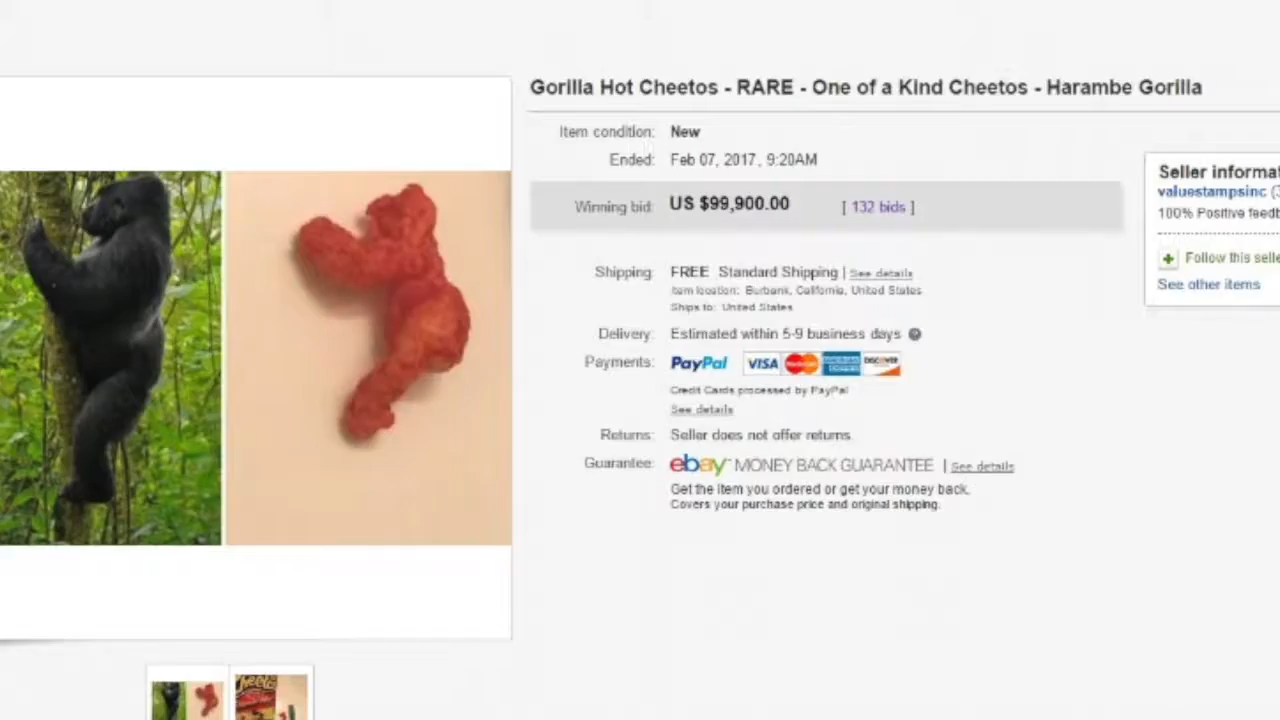 Gorilla Hot Cheetos - RARE - One of a Kind Cheetos - Harambe Gorilla
Item condition: New
Ended: Feb 07, 2017, 9:20AM
Winning bid: US $99,900.00 [ 132 bids ]
Shipping: FREE Standard Shipping | See details
Item location: Burbank, California, United States
Ships to: United States
Delivery: Estimated within 5-9 business days
Payments: PayPal VISA MasterCard DISCOVER
Credit Cards processed by PayPal
See details
Returns: Seller does not offer returns
Guarantee: ebay MONEY BACK GUARANTEE | See details
Get the item you ordered or get your money back.
Covers your purchase price and original shipping.
Seller informat
valuestampsinc (3
100% Positive feedb
Follow this selle
See other items
Cheeto